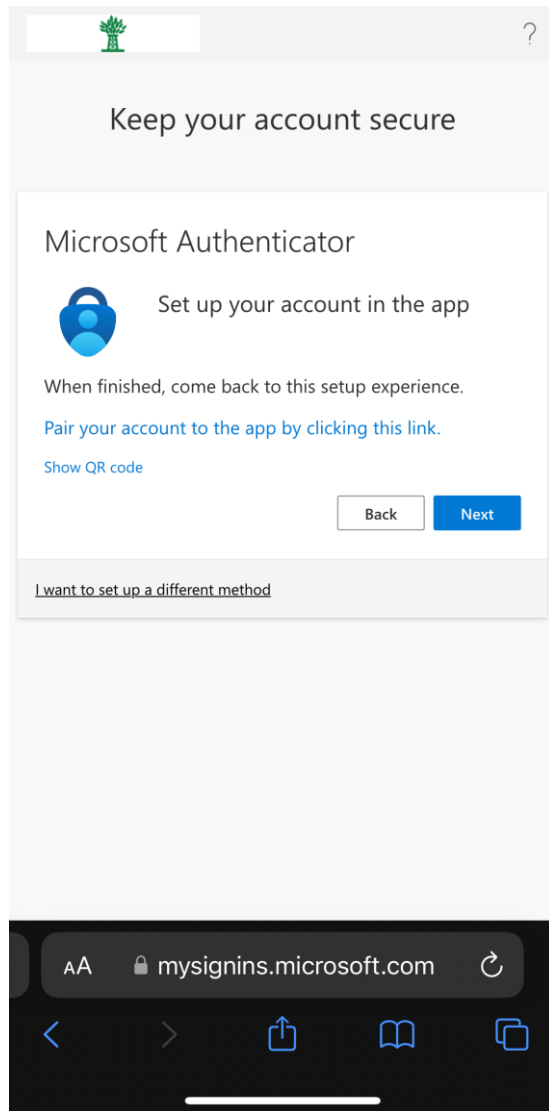 ?
Keep your account secure
Microsoft Authenticator
Set up your account in the app
When finished, come back to this setup experience.
Pair your account to the app by clicking this link.
Show QR code
Back Next
I want to set up a different method
AA mysignins.microsoft.com